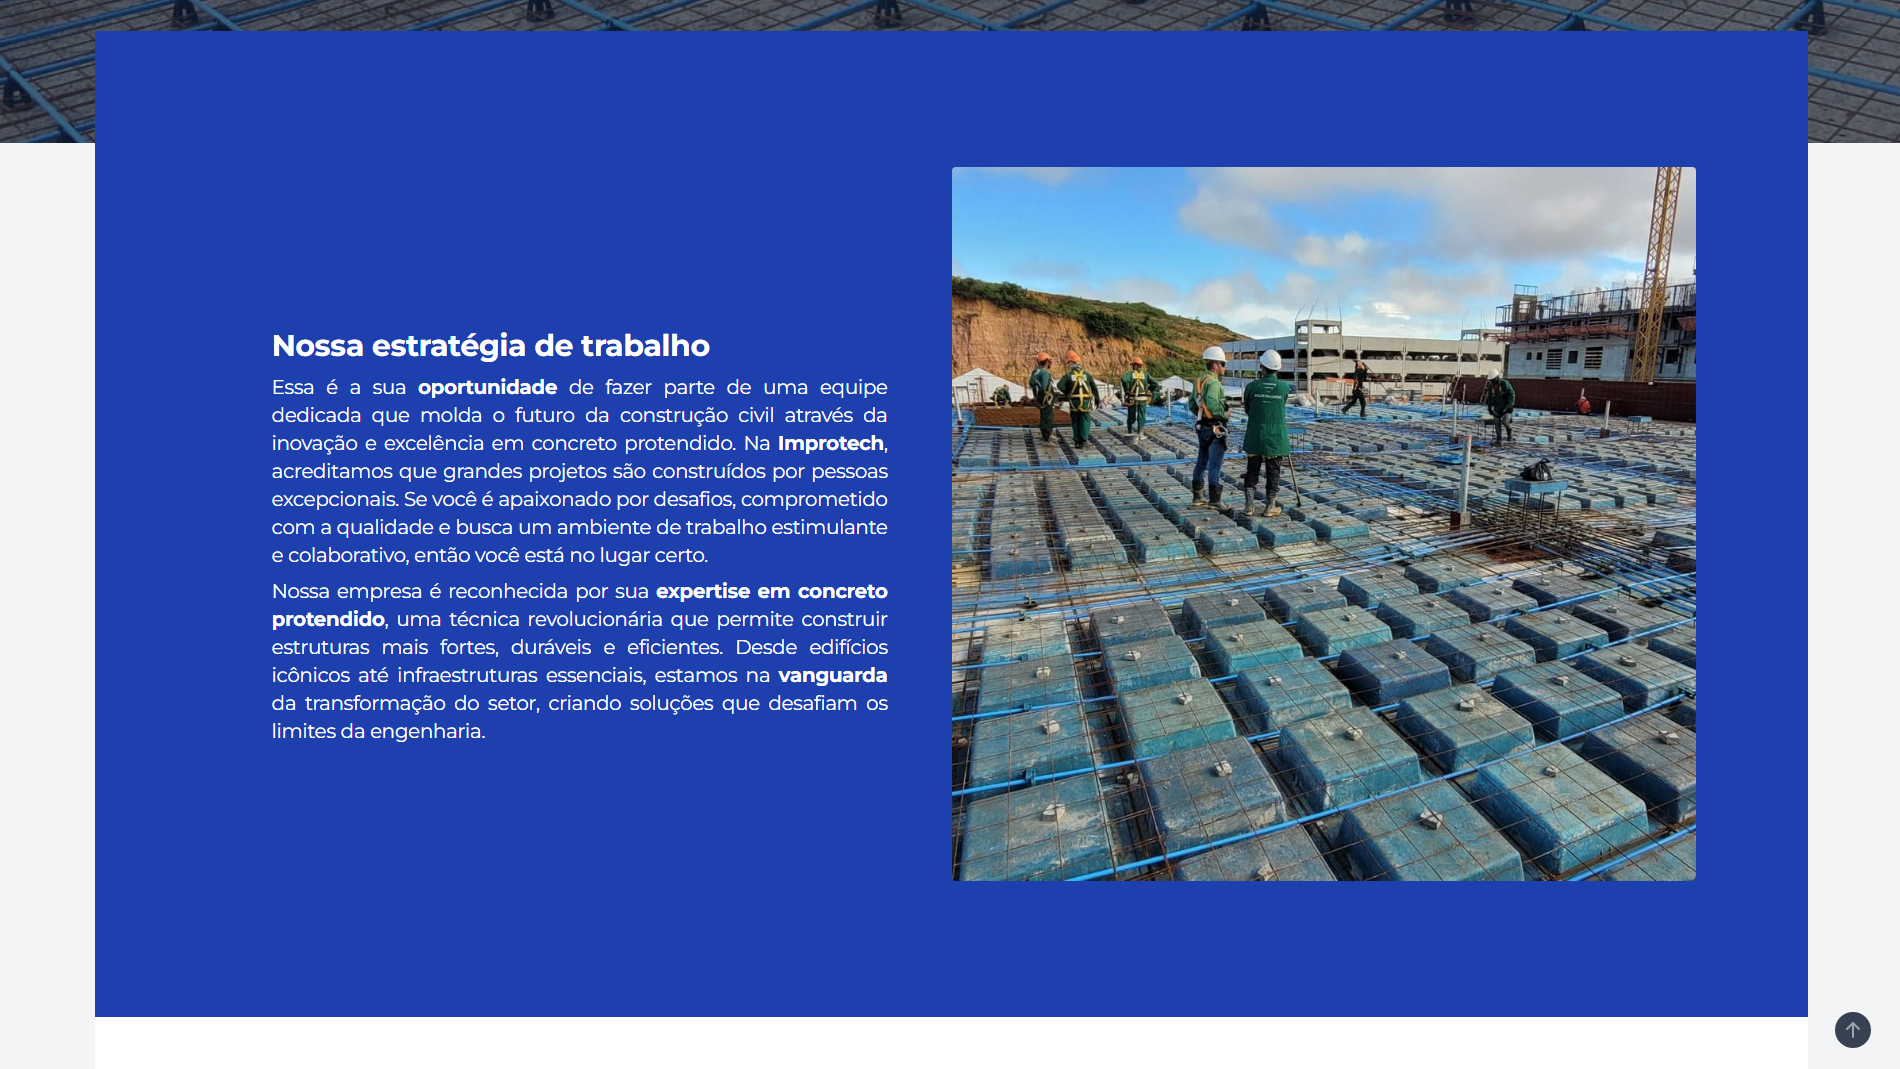 Nossa estratégia de trabalho
Essa é a sua oportunidade de fazer parte de uma equipe
dedicada que molda o futuro da construção civil através da
inovação e excelência em concreto protendido. Na Improtech,
acreditamos que grandes projetos são construídos por pessoas
excepcionais. Se você é apaixonado por desafios, comprometido
com a qualidade e busca um ambiente de trabalho estimulante
e colaborativo, então você está no lugar certo.
Nossa empresa é reconhecida por sua expertise em concreto
protendido, uma técnica revolucionária que permite construir
estruturas mais fortes, duráveis e eficientes. Desde edifícios
icônicos até infraestruturas essenciais, estamos na vanguarda
da transformação do setor, criando soluções que desafiam os
limites da engenharia.